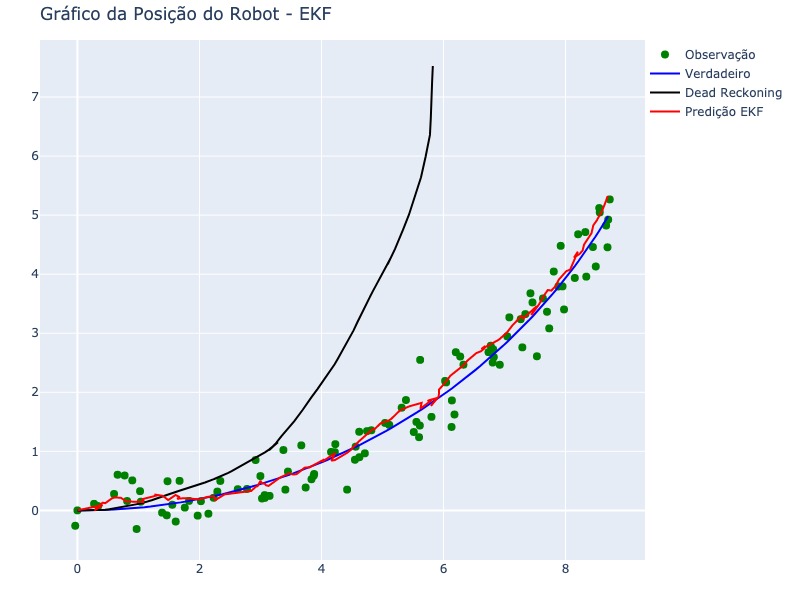 Gráfico da Posição do Robot - EKF
Observação
Verdadeiro
Dead Reckoning
Predição EKF
7
6
5
4
3
2
1
0
0 2 4 6 8